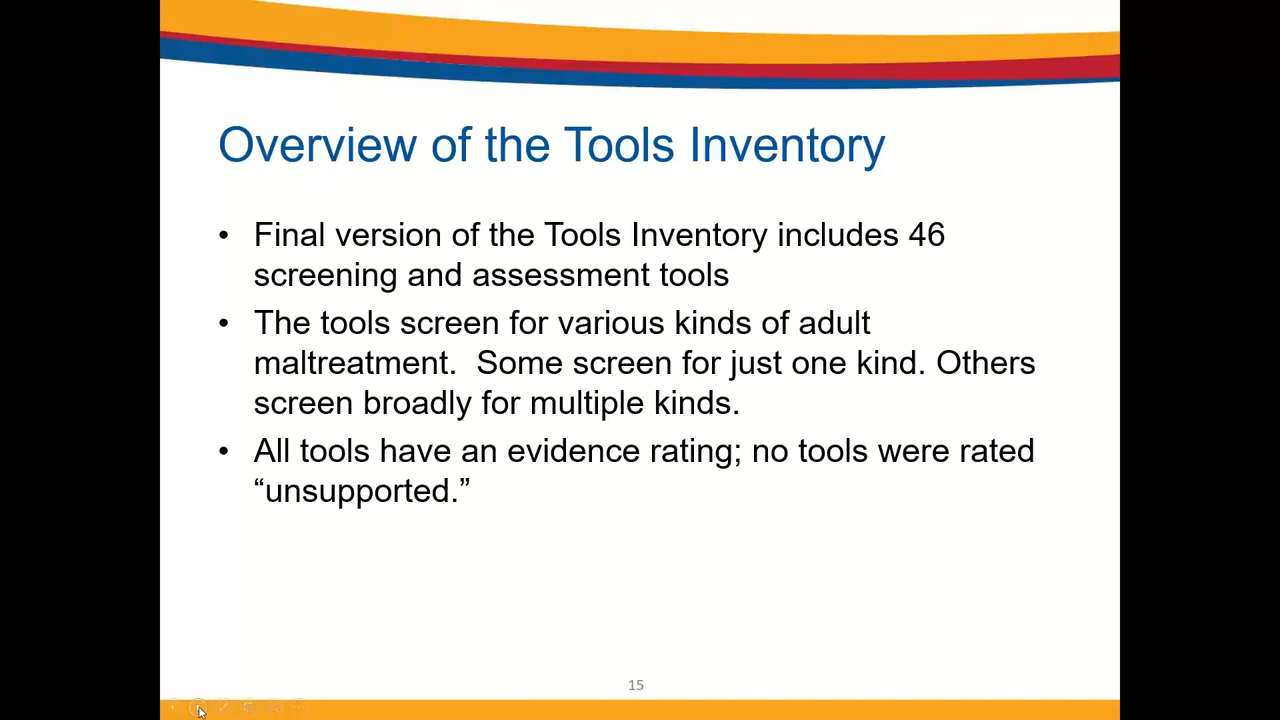 Overview of the Tools Inventory
• Final version of the Tools Inventory includes 46
screening and assessment tools
• The tools screen for various kinds of adult
maltreatment.  Some screen for just one kind. Others
screen broadly for multiple kinds.
• All tools have an evidence rating; no tools were rated
“unsupported.”
15